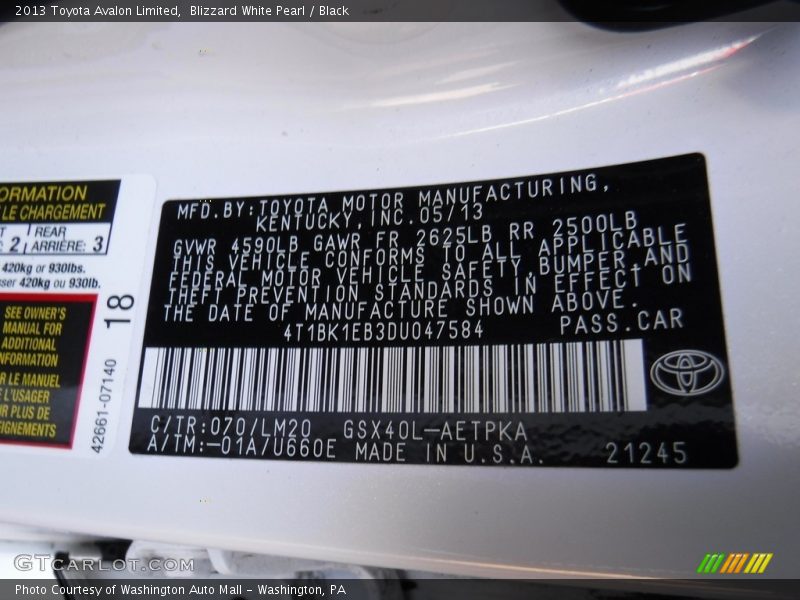 2013 Toyota Avalon Limited, Blizzard White Pearl / Black
ORMATION
LE CHARGEMENT
2 REAR
ARRIÈRE: 3
420kg or 930lbs.
ser 420kg ou 930lb.
SEE OWNER'S
MANUAL FOR
ADDITIONAL
NFORMATION
R LE MANUEL
L'USAGER
R PLUS DE
EIGNEMENTS
18
42661-07140
MFD.BY:TOYOTA MOTOR MANUFACTURING,
KENTUCKY,INC.05/13
GVWR 4590LB GAWR FR 2625LB RR 2500LB
THIS VEHICLE CONFORMS TO ALL APPLICABLE
FEDERAL MOTOR VEHICLE SAFETY,BUMPER AND
THEFT PREVENTION STANDARDS IN EFFECT ON
THE DATE OF MANUFACTURE SHOWN ABOVE.
4T1BK1EB3DU047584 PASS.CAR
C/TR:070/LM20 GSX40L-AETPKA
A/TM:-01A/U660E MADE IN U.S.A. 21245
GTCarLot.com
Photo Courtesy of Washington Auto Mall - Washington, PA